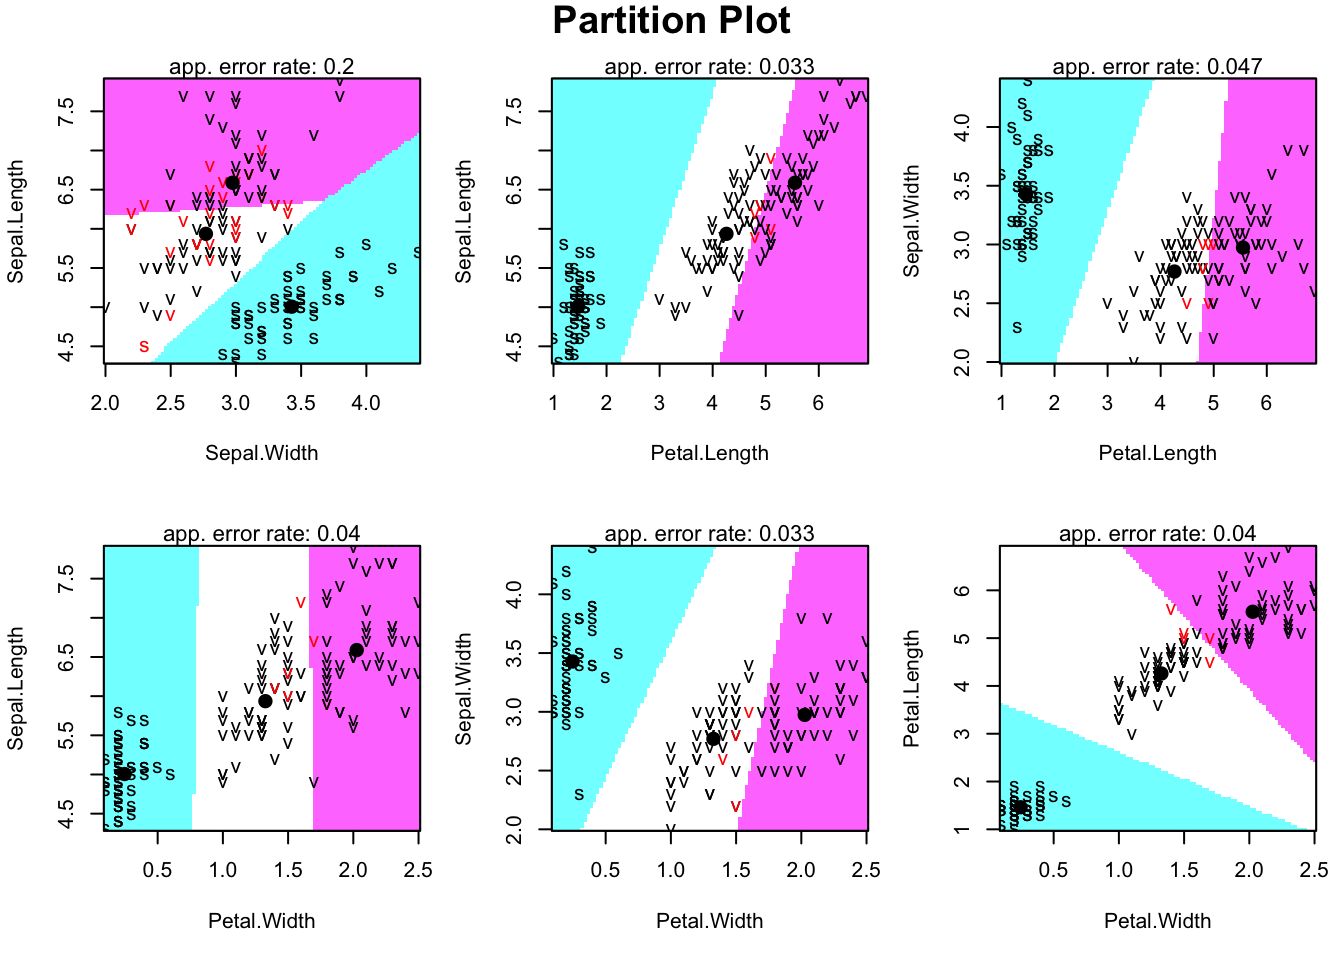 Partition Plot
app. error rate: 0.2
Sepal.Length
4.5 5.5 6.5 7.5
2.0 2.5 3.0 3.5 4.0
Sepal.Width
app. error rate: 0.033
Sepal.Length
4.5 5.5 6.5 7.5
1 2 3 4 5 6
Petal.Length
app. error rate: 0.047
Sepal.Width
2.0 2.5 3.0 3.5 4.0
1 2 3 4 5 6
Petal.Length
app. error rate: 0.04
Sepal.Length
4.5 5.5 6.5 7.5
0.5 1.0 1.5 2.0 2.5
Petal.Width
app. error rate: 0.033
Sepal.Width
2.0 2.5 3.0 3.5 4.0
0.5 1.0 1.5 2.0 2.5
Petal.Width
app. error rate: 0.04
Petal.Length
1 2 3 4 5 6
0.5 1.0 1.5 2.0 2.5
Petal.Width